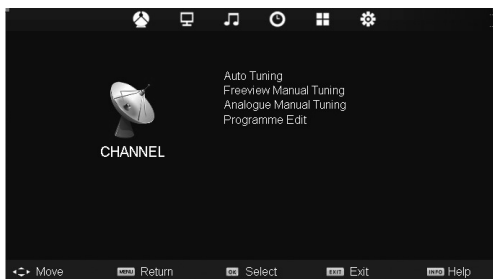 Auto Tuning
Freeview Manual Tuning
Analogue Manual Tuning
Programme Edit
CHANNEL
Move MENU Return OK Select EXIT Exit INFO Help